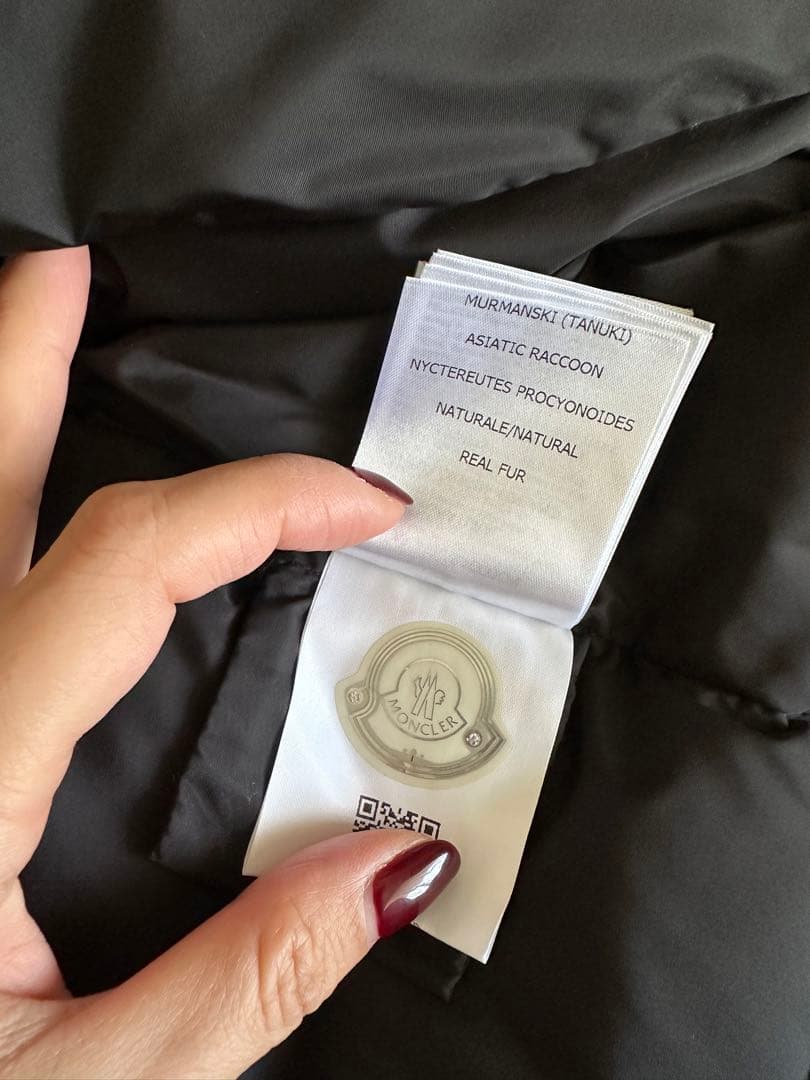 MURMANSKI (TANUKI)
ASIATIC RACCOON
NYCTEREUTES PROCYONOIDES
NATURALE/NATURAL
REAL FUR
MONCLER